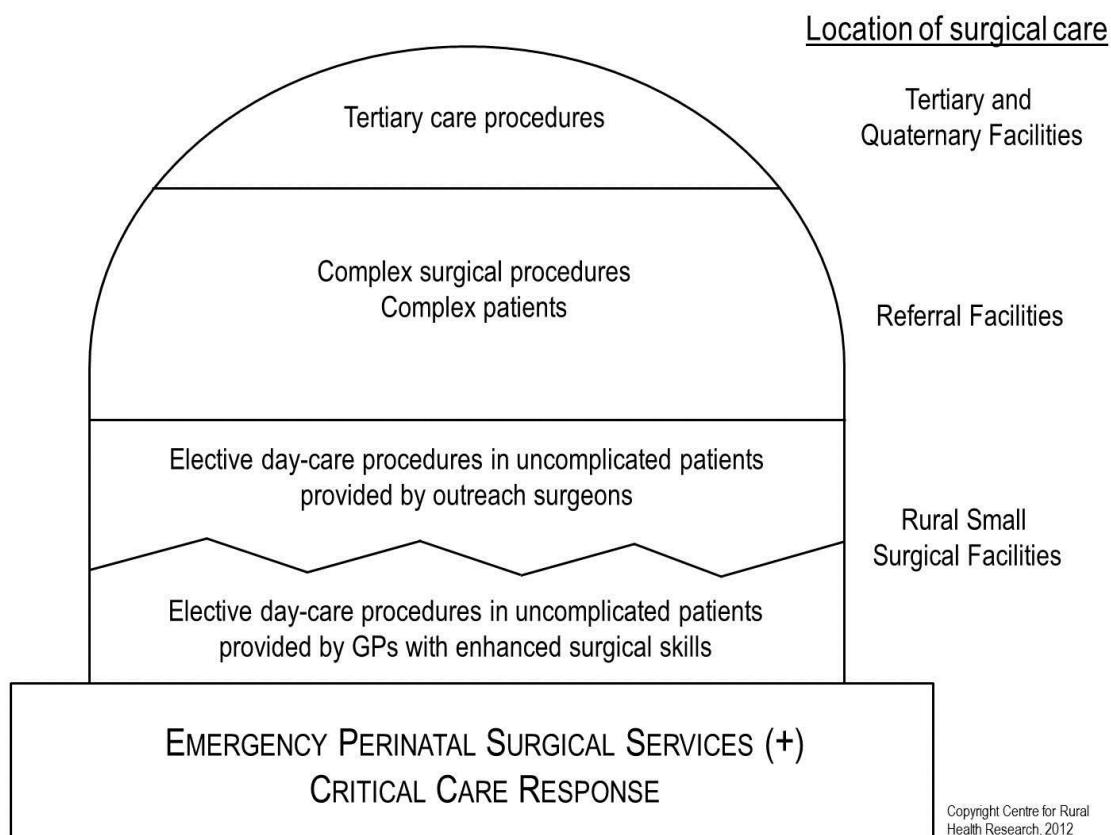 Location of surgical care
Tertiary care procedures
Tertiary and
Quaternary Facilities
Complex surgical procedures
Complex patients
Referral Facilities
Elective day-care procedures in uncomplicated patients
provided by outreach surgeons
Rural Small
Surgical Facilities
Elective day-care procedures in uncomplicated patients
provided by GPs with enhanced surgical skills
EMERGENCY PERINATAL SURGICAL SERVICES (+)
CRITICAL CARE RESPONSE
Copyright Centre for Rural
Health Research, 2012